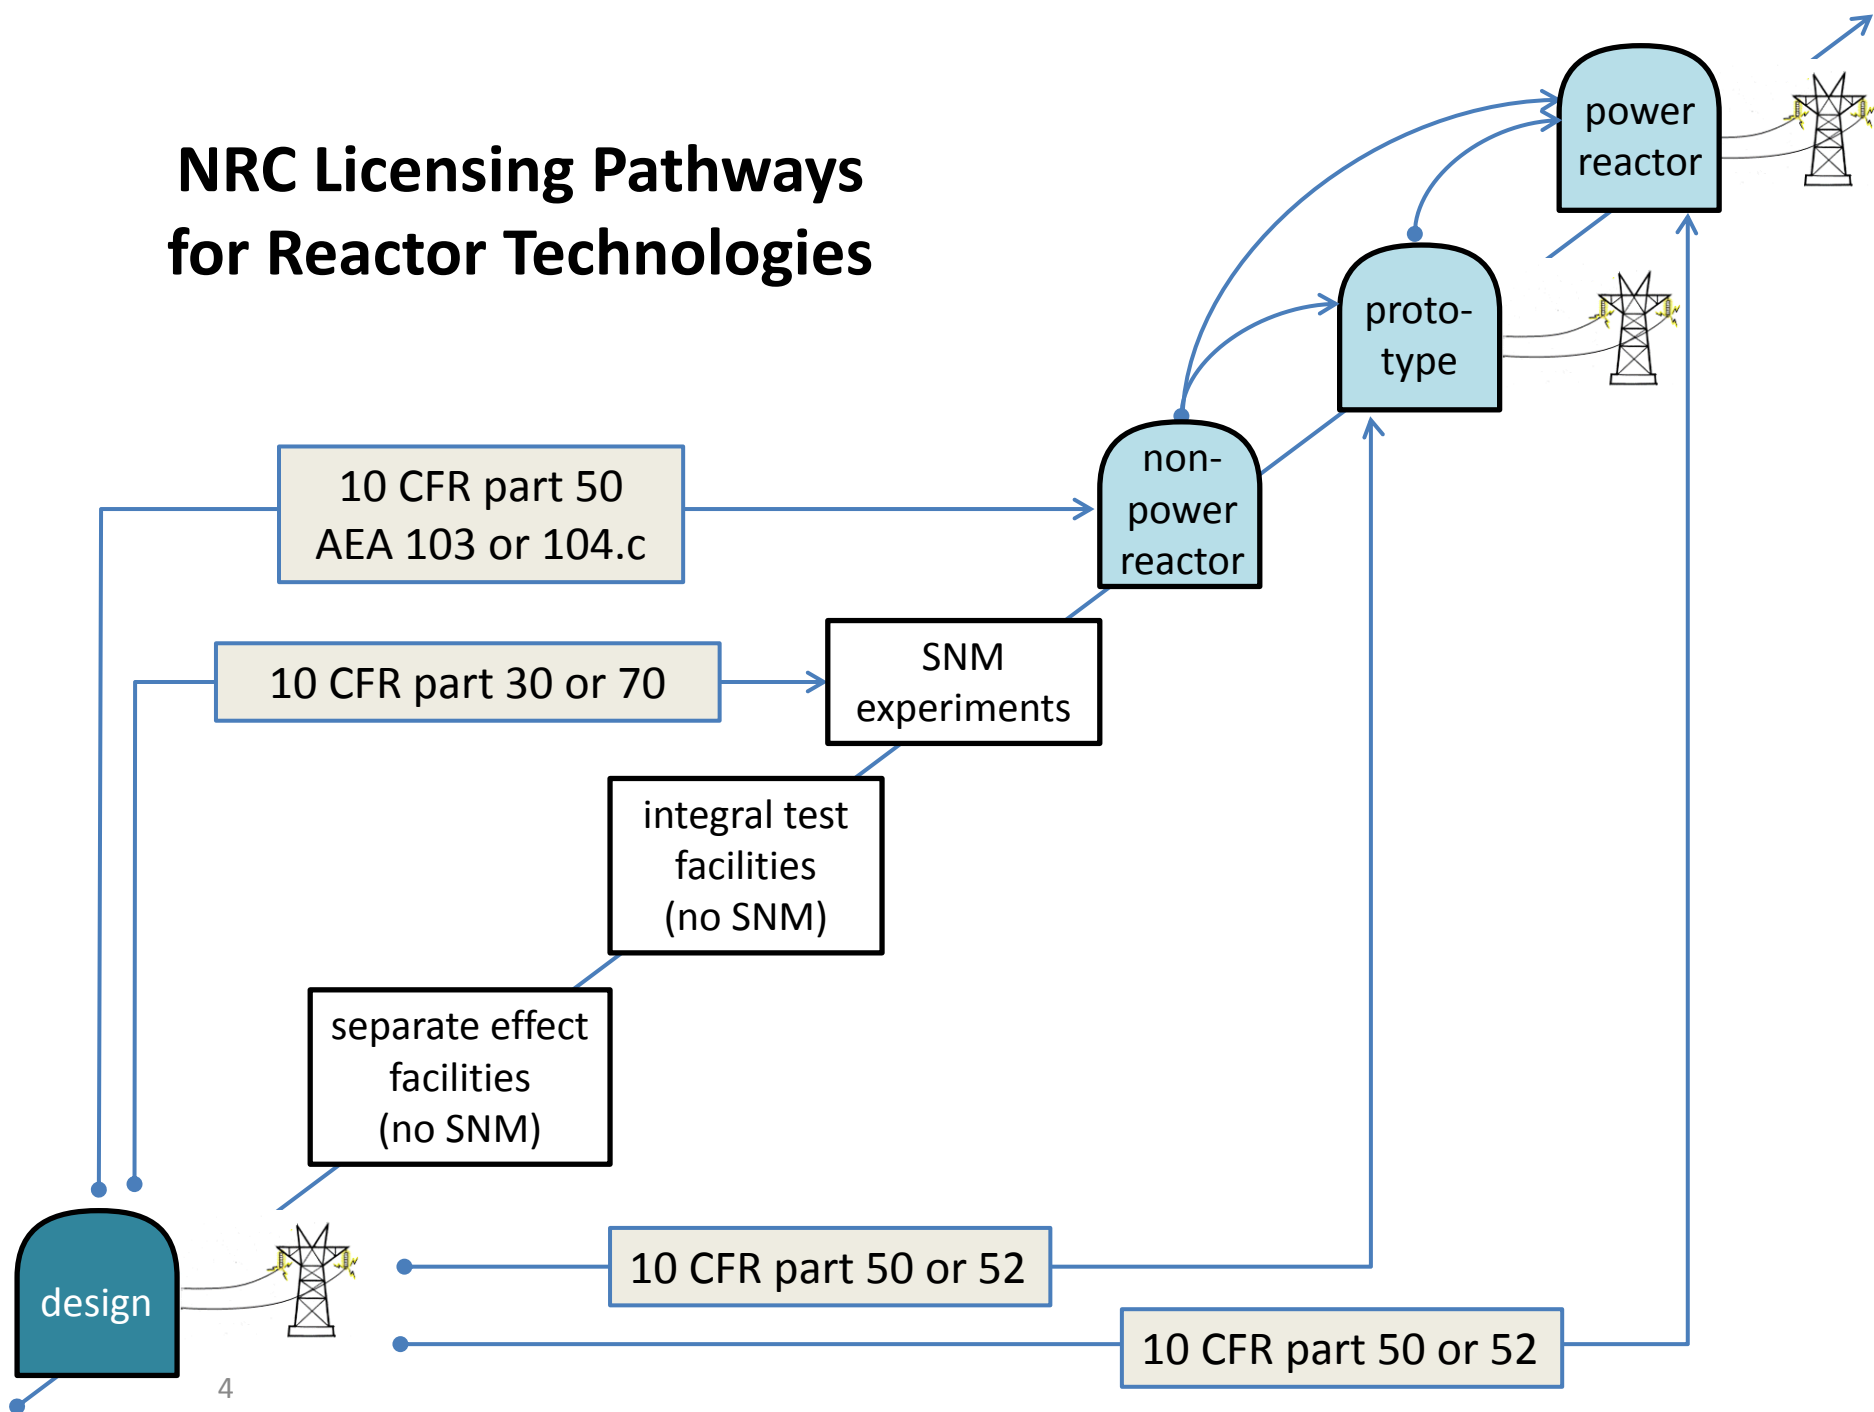 NRC Licensing Pathways
for Reactor Technologies
power
reactor
proto-
type
non-
power
reactor
10 CFR part 50
AEA 103 or 104.c
SNM
experiments
10 CFR part 30 or 70
integral test
facilities
(no SNM)
separate effect
facilities
(no SNM)
design
10 CFR part 50 or 52
10 CFR part 50 or 52
4